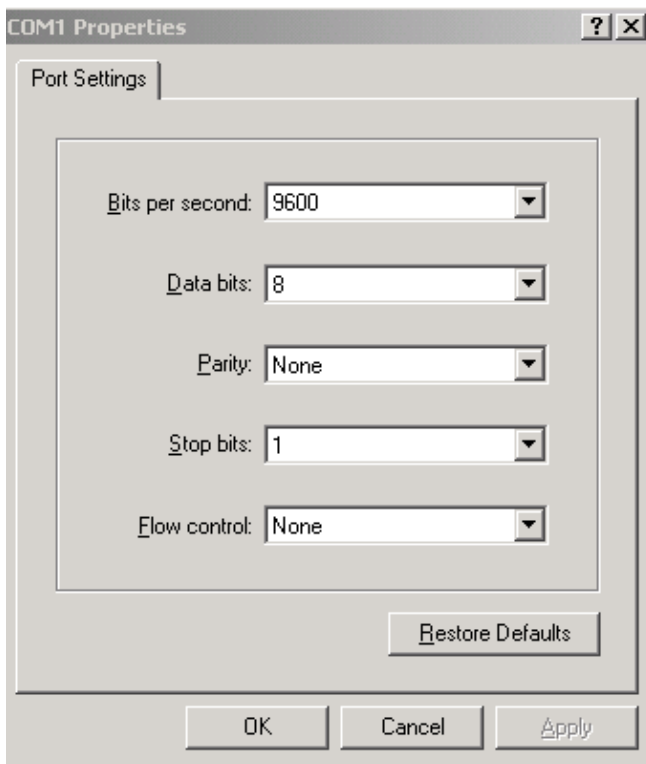 COM1 Properties
Port Settings
Bits per second: 9600
Data bits: 8
Parity: None
Stop bits: 1
Flow control: None
Restore Defaults
OK Cancel Apply